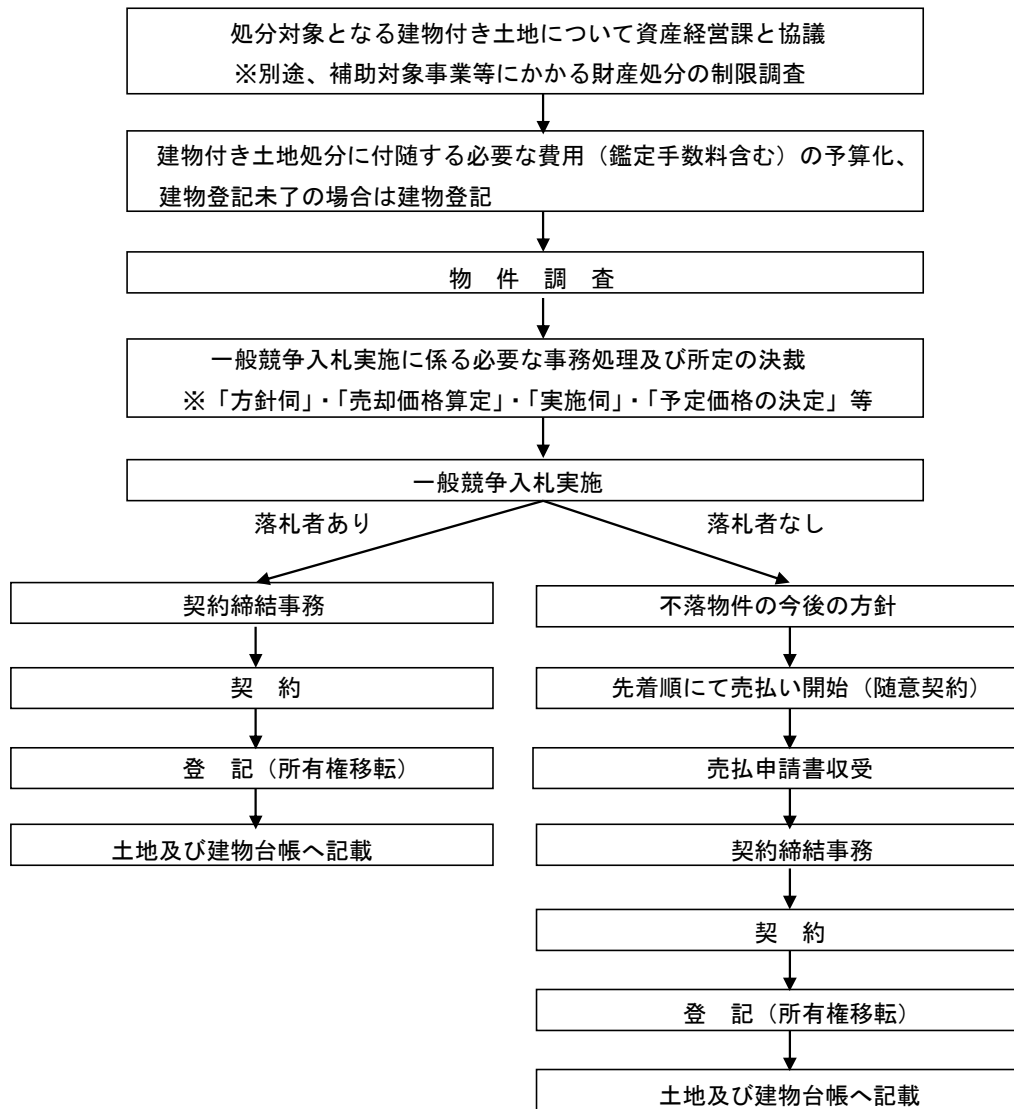 処分対象となる建物付き土地について資産経営課と協議
※別途、補助対象事業等にかかる財産処分の制限調査
建物付き土地処分に付随する必要な費用（鑑定手数料含む）の予算化、
建物登記未了の場合は建物登記
物　件　調　査
一般競争入札実施に係る必要な事務処理及び所定の決裁
※「方針伺」・「売却価格算定」・「実施伺」・「予定価格の決定」等
一般競争入札実施
落札者あり
契約締結事務
契　約
登　記（所有権移転）
土地及び建物台帳へ記載
落札者なし
不落物件の今後の方針
先着順にて売払い開始（随意契約）
売払申請書収受
契約締結事務
契　約
登　記（所有権移転）
土地及び建物台帳へ記載